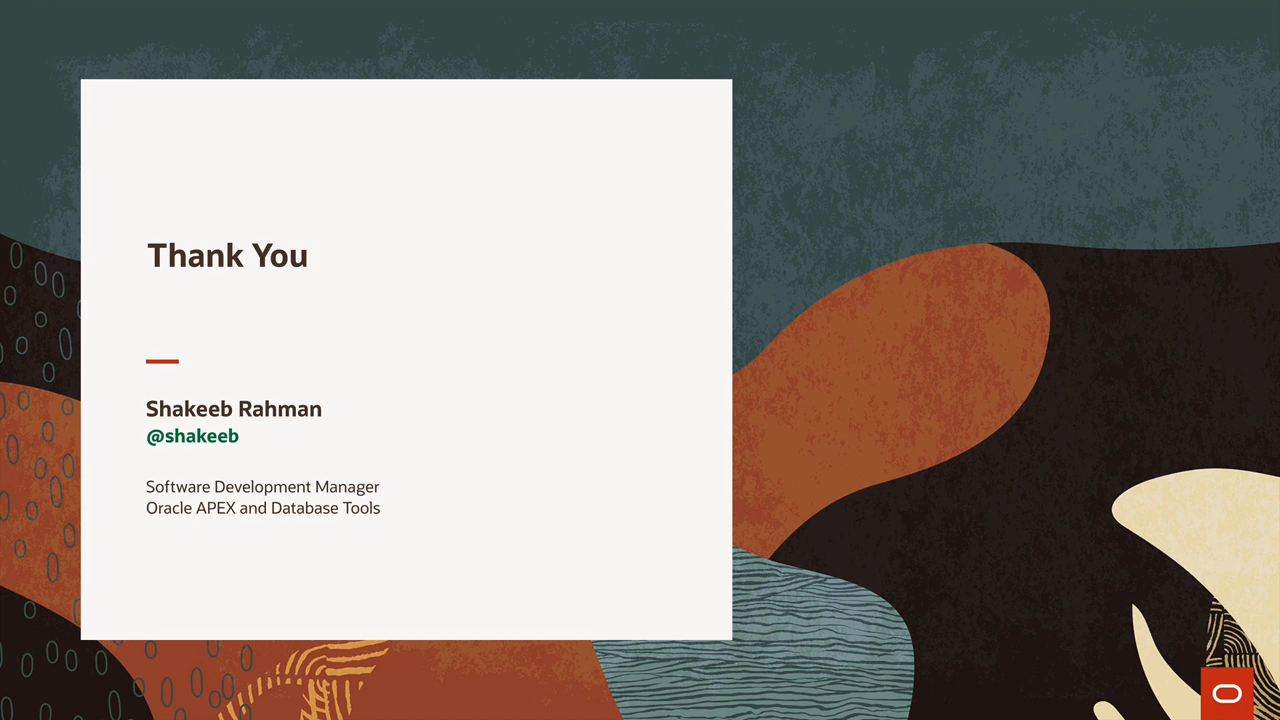 Thank You
Shakeeb Rahman
@shakeeb
Software Development Manager
Oracle APEX and Database Tools